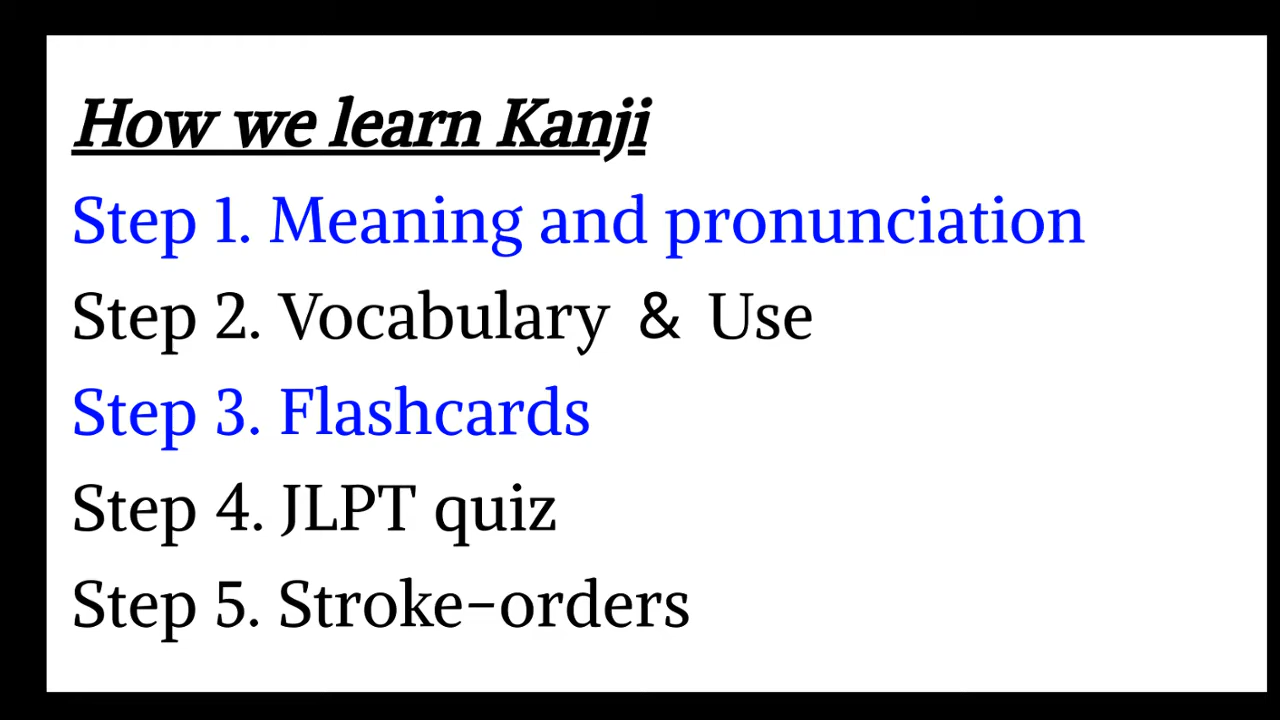 How we learn Kanji
Step 1. Meaning and pronunciation
Step 2. Vocabulary & Use
Step 3. Flashcards
Step 4. JLPT quiz
Step 5. Stroke-orders